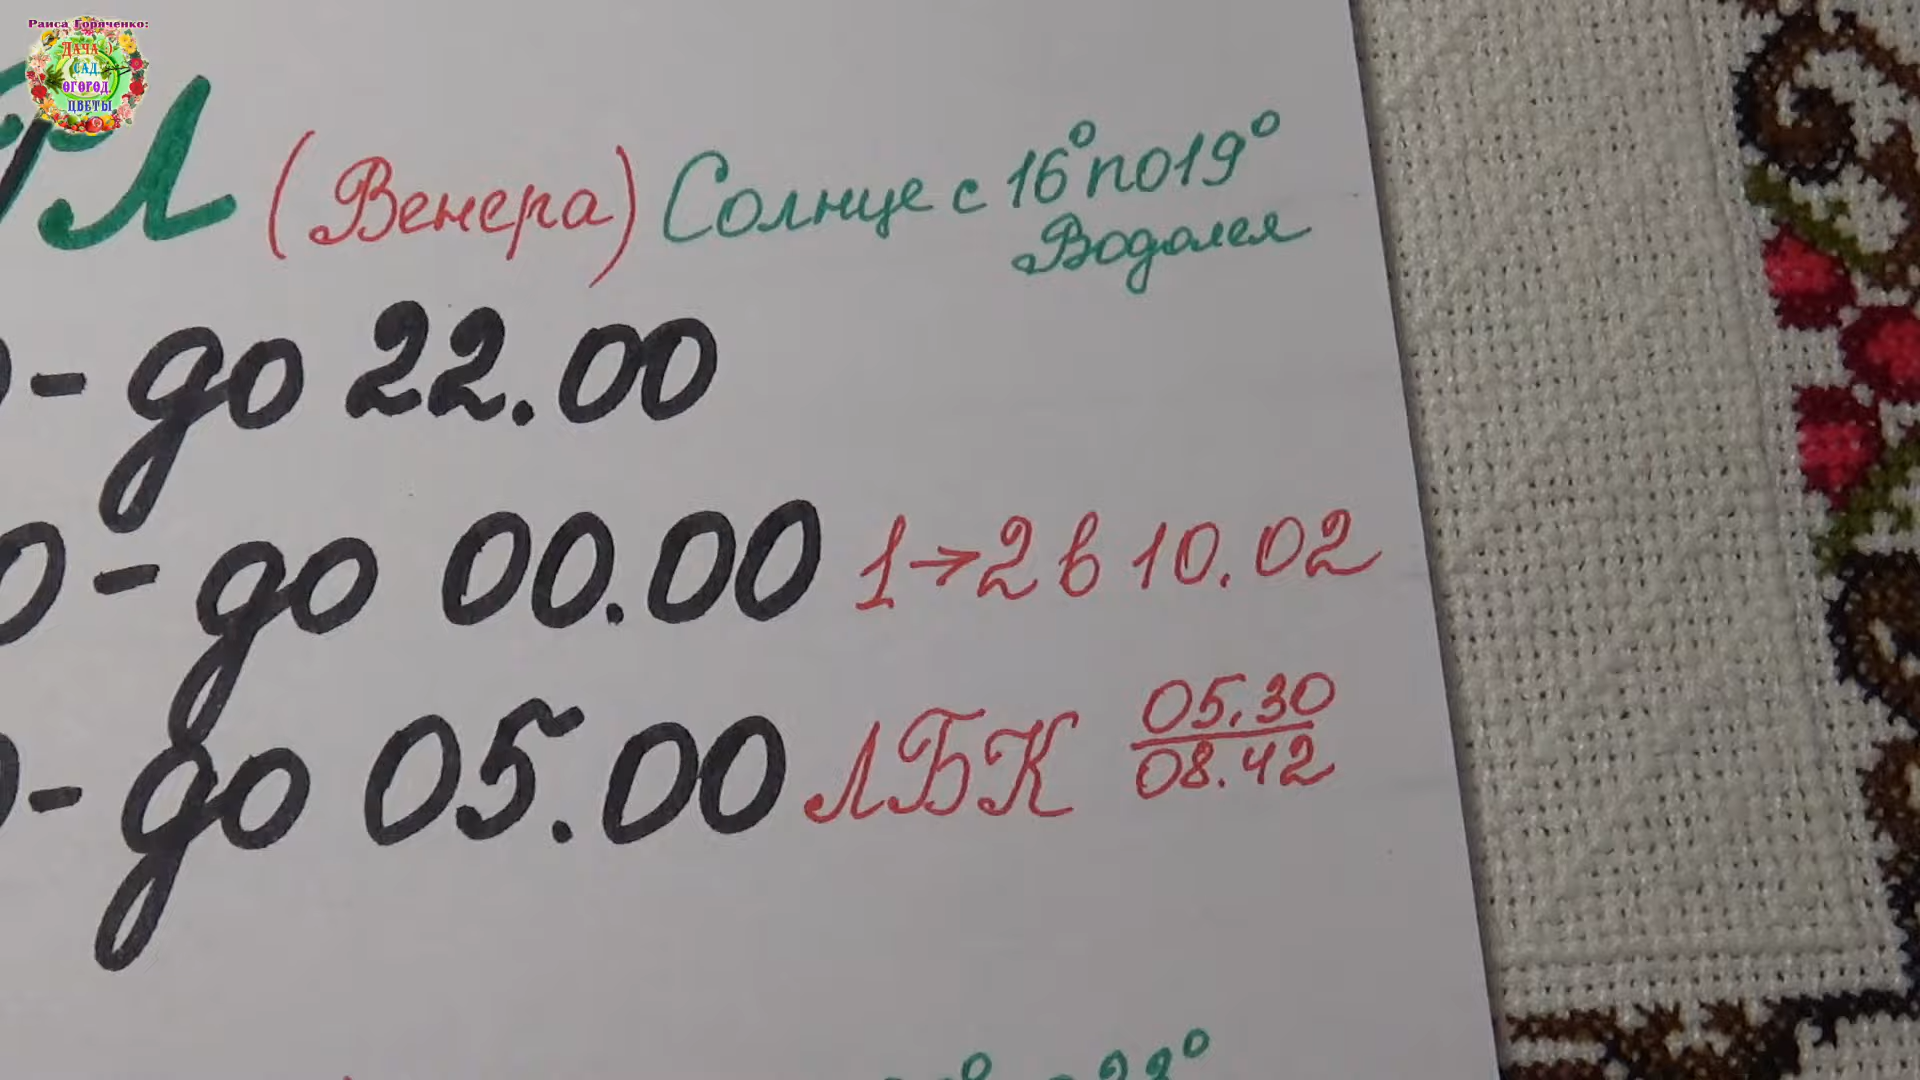 Раиса Горяченко:
Дача :)
сад,
огород,
цветы
(Венера) Солнце с 16° по 19°
Водолея
- до 22.00
0 - до 00.00 1→2 в 10.02
- до 05.00 ЛБК 05.30
08.42